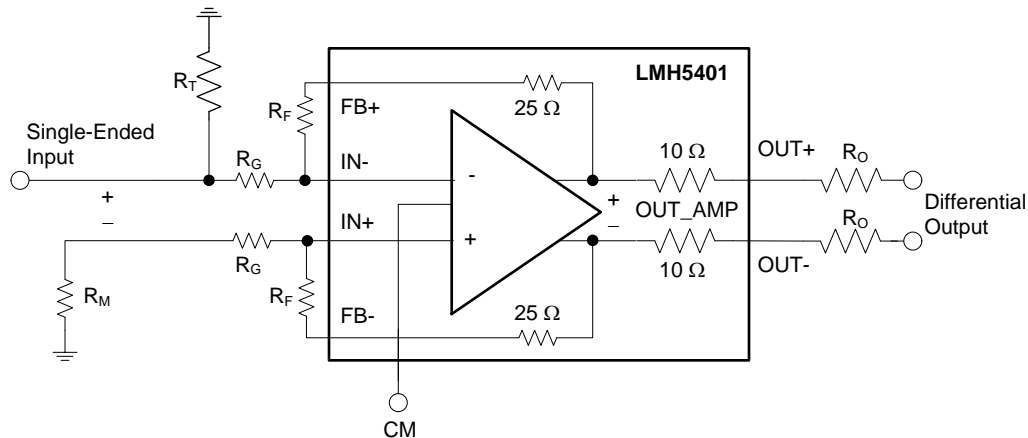 LMH5401
R_T
R_F
FB+
25 Ω
Single-Ended
Input
R_G
IN-
10 Ω
OUT+
R_O
+
–
-
+
OUT_AMP
–
Differential
Output
IN+
+
R_G
10 Ω
OUT-
R_O
R_M
R_F
FB-
25 Ω
CM